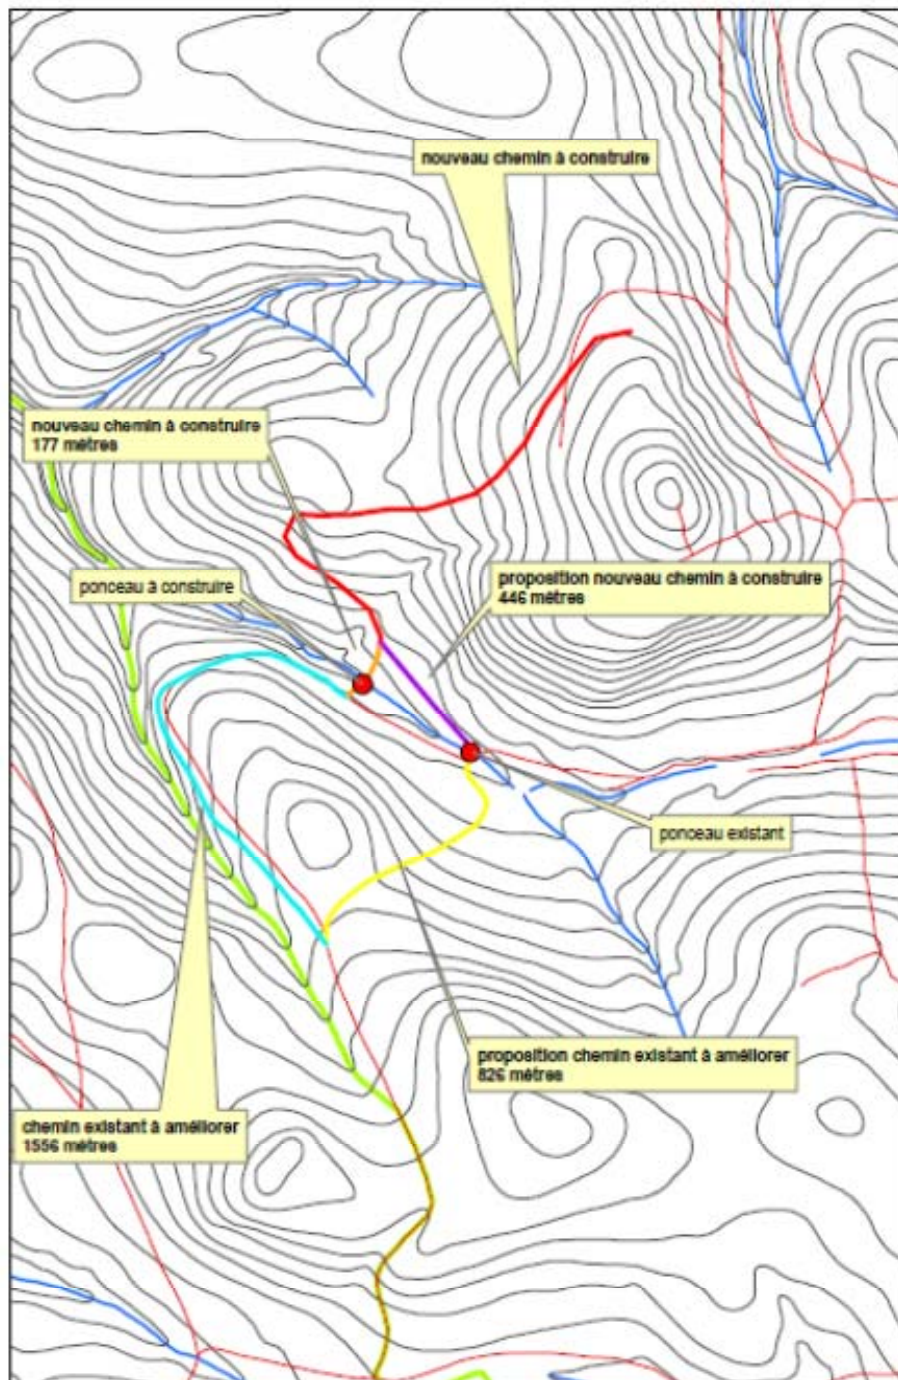 nouveau chemin à construire
nouveau chemin à construire
177 mètres
ponceau à construire
proposition nouveau chemin à construire
446 mètres
ponceau existant
proposition chemin existant à améliorer
826 mètres
chemin existant à améliorer
1556 mètres